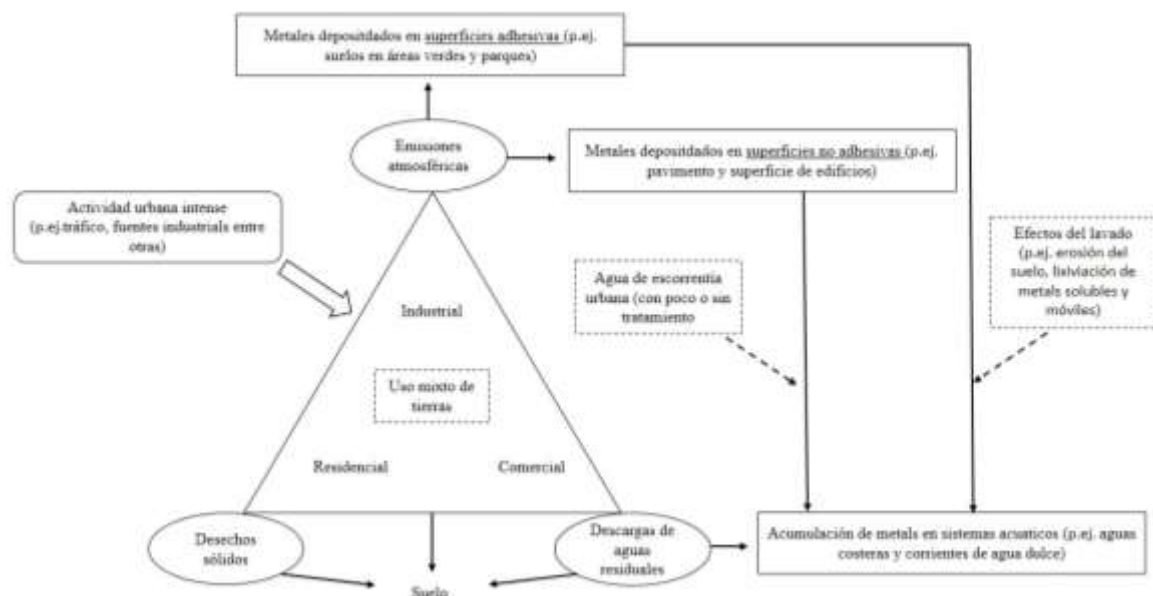 Metales depositdados en superficies adhesivas (p.ej.
suelos en áreas verdes y parques)
Emisiones
atmosféricas
Metales depositdados en superficies no adhesivas (p.ej.
pavimento y superficie de edificios)
Actividad urbana intense
(p.ej.tráfico, fuentes industrials entre
otras)
Efectos del lavado
(p.ej. erosión del
suelo, lixiviación de
metals solubles y
móviles)
Agua de escorrentía
urbana (con poco o sin
tratamiento
Industrial
Uso mixto de
tierras
Residencial
Comercial
Desechos
sólidos
Descargas de
aguas
residuales
Acumulación de metals en sistemas acuaticos (p.ej. aguas
costeras y corrientes de agua dulce)
Suelo